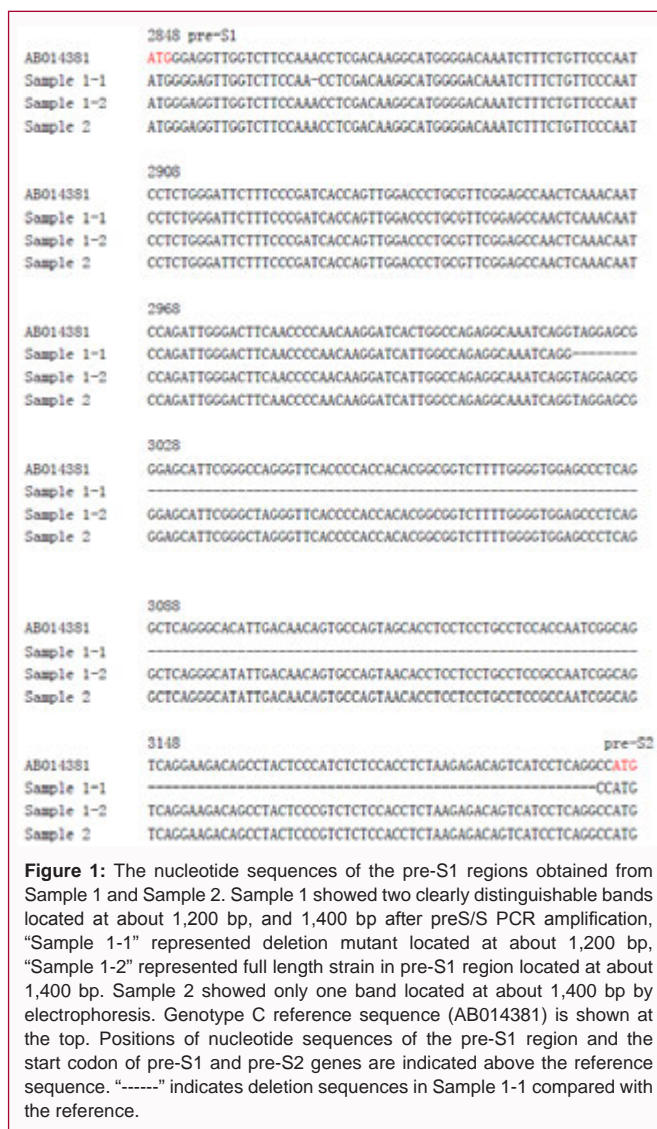 2848 pre-S1
AB014381 ATGGGAGGTTGGTCTTCCAAACCTCGACAAGGCATGGGGACAAATCTTTCTGTTCCCAAT
Sample 1-1 ATGGGGAGTTGGTCTTCCAA-CCTCGACAAGGCATGGGGACAAATCTTTCTGTTCCCAAT
Sample 1-2 ATGGGAGGTTGGTCTTCCAAACCTCGACAAGGCATGGGGACAAATCTTTCTGTTCCCAAT
Sample 2 ATGGGAGGTTGGTCTTCCAAACCTCGACAAGGCATGGGGACAAATCTTTCTGTTCCCAAT
2908
AB014381 CCTCTGGGATTCTTTCCCGATCACCAGTTGGACCCTGCGTTCGGAGCCAACTCAAACAAT
Sample 1-1 CCTCTGGGATTCTTTCCCGATCACCAGTTGGACCCTGCGTTCGGAGCCAACTCAAACAAT
Sample 1-2 CCTCTGGGATTCTTTCCCGATCACCAGTTGGACCCTGCGTTCGGAGCCAACTCAAACAAT
Sample 2 CCTCTGGGATTCTTTCCCGATCACCAGTTGGACCCTGCGTTCGGAGCCAACTCAAACAAT
2968
AB014381 CCAGATTGGGACTTCAACCCCAACAAGGATCACTGGCCAGAGGCAAATCAGGTAGGAGCG
Sample 1-1 CCAGATTGGGACTTCAACCCCAACAAGGATCATTGGCCAGAGGCAAATCAGG--------
Sample 1-2 CCAGATTGGGACTTCAACCCCAACAAGGATCATTGGCCAGAGGCAAATCAGGTAGGAGCG
Sample 2 CCAGATTGGGACTTCAACCCCAACAAGGATCATTGGCCAGAGGCAAATCAGGTAGGAGCG
3028
AB014381 GGAGCATTCGGGCCAGGGTTCACCCCACCACACGGCGGTCTTTTGGGGTGGAGCCCTCAG
Sample 1-1 ------------------------------------------------------------
Sample 1-2 GGAGCATTCGGGCTAGGGTTCACCCCACCACACGGCGGTCTTTTGGGGTGGAGCCCTCAG
Sample 2 GGAGCATTCGGGCTAGGGTTCACCCCACCACACGGCGGTCTTTTGGGGTGGAGCCCTCAG
3088
AB014381 GCTCAGGGCACATTGACAACAGTGCCAGTAGCACCTCCTCCTGCCTCCACCAATCGGCAG
Sample 1-1 ------------------------------------------------------------
Sample 1-2 GCTCAGGGCATATTGACAACAGTGCCAGTAACACCTCCTCCTGCCTCCGCCAATCGGCAG
Sample 2 GCTCAGGGCATATTGACAACAGTGCCAGTAACACCTCCTCCTGCCTCCGCCAATCGGCAG
3148 pre-S2
AB014381 TCAGGAAGACAGCCTACTCCCATCTCTCCACCTCTAAGAGACAGTCATCCTCAGGCCATG
Sample 1-1 -------------------------------------------------------CCATG
Sample 1-2 TCAGGAAGACAGCCTACTCCCGTCTCTCCACCTCTAAGAGACAGTCATCCTCAGGCCATG
Sample 2 TCAGGAAGACAGCCTACTCCCGTCTCTCCACCTCTAAGAGACAGTCATCCTCAGGCCATG
Figure 1: The nucleotide sequences of the pre-S1 regions obtained from
Sample 1 and Sample 2. Sample 1 showed two clearly distinguishable bands
located at about 1,200 bp, and 1,400 bp after preS/S PCR amplification,
“Sample 1-1” represented deletion mutant located at about 1,200 bp,
“Sample 1-2” represented full length strain in pre-S1 region located at about
1,400 bp. Sample 2 showed only one band located at about 1,400 bp by
electrophoresis. Genotype C reference sequence (AB014381) is shown at
the top. Positions of nucleotide sequences of the pre-S1 region and the
start codon of pre-S1 and pre-S2 genes are indicated above the reference
sequence. “------” indicates deletion sequences in Sample 1-1 compared with
the reference.